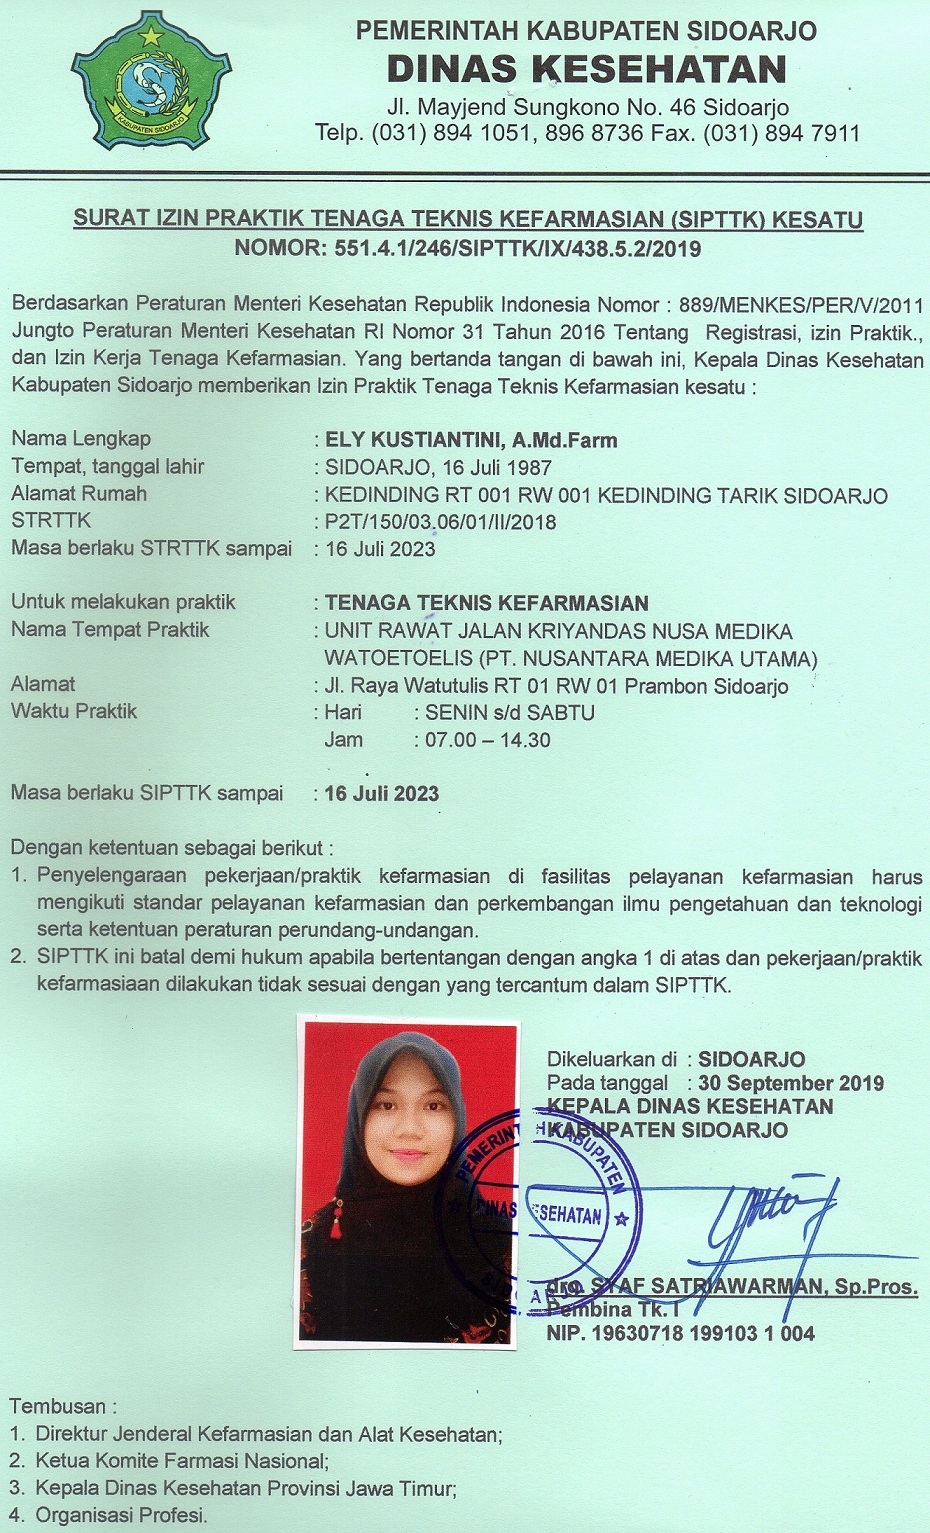 PEMERINTAH KABUPATEN SIDOARJO
DINAS KESEHATAN
Jl. Mayjend Sungkono No. 46 Sidoarjo
Telp. (031) 894 1051, 896 8736 Fax. (031) 894 7911
KABUPATEN SIDOARJO
SURAT IZIN PRAKTIK TENAGA TEKNIS KEFARMASIAN (SIPTTK) KESATU
NOMOR: 551.4.1/246/SIPTTK/IX/438.5.2/2019
Berdasarkan Peraturan Menteri Kesehatan Republik Indonesia Nomor : 889/MENKES/PER/V/2011
Jungto Peraturan Menteri Kesehatan RI Nomor 31 Tahun 2016 Tentang Registrasi, izin Praktik.,
dan Izin Kerja Tenaga Kefarmasian. Yang bertanda tangan di bawah ini, Kepala Dinas Kesehatan
Kabupaten Sidoarjo memberikan Izin Praktik Tenaga Teknis Kefarmasian kesatu :
Nama Lengkap : ELY KUSTIANTINI, A.Md.Farm
Tempat, tanggal lahir : SIDOARJO, 16 Juli 1987
Alamat Rumah : KEDINDING RT 001 RW 001 KEDINDING TARIK SIDOARJO
STRTTK : P2T/150/03.06/01/II/2018
Masa berlaku STRTTK sampai : 16 Juli 2023
Untuk melakukan praktik : TENAGA TEKNIS KEFARMASIAN
Nama Tempat Praktik : UNIT RAWAT JALAN KRIYANDAS NUSA MEDIKA
WATOETOELIS (PT. NUSANTARA MEDIKA UTAMA)
Alamat : Jl. Raya Watutulis RT 01 RW 01 Prambon Sidoarjo
Waktu Praktik : Hari : SENIN s/d SABTU
Jam : 07.00 – 14.30
Masa berlaku SIPTTK sampai : 16 Juli 2023
Dengan ketentuan sebagai berikut :
1. Penyelengaraan pekerjaan/praktik kefarmasian di fasilitas pelayanan kefarmasian harus
mengikuti standar pelayanan kefarmasian dan perkembangan ilmu pengetahuan dan teknologi
serta ketentuan peraturan perundang-undangan.
2. SIPTTK ini batal demi hukum apabila bertentangan dengan angka 1 di atas dan pekerjaan/praktik
kefarmasiaan dilakukan tidak sesuai dengan yang tercantum dalam SIPTTK.
Dikeluarkan di : SIDOARJO
Pada tanggal : 30 September 2019
KEPALA DINAS KESEHATAN
KABUPATEN SIDOARJO
PEMERINTAH KABUPATEN
DINAS KESEHATAN
SIDOARJO
drg. SYAF SATRIAWARMAN, Sp.Pros.
Pembina Tk. I
NIP. 19630718 199103 1 004
Tembusan :
1. Direktur Jenderal Kefarmasian dan Alat Kesehatan;
2. Ketua Komite Farmasi Nasional;
3. Kepala Dinas Kesehatan Provinsi Jawa Timur;
4. Organisasi Profesi.